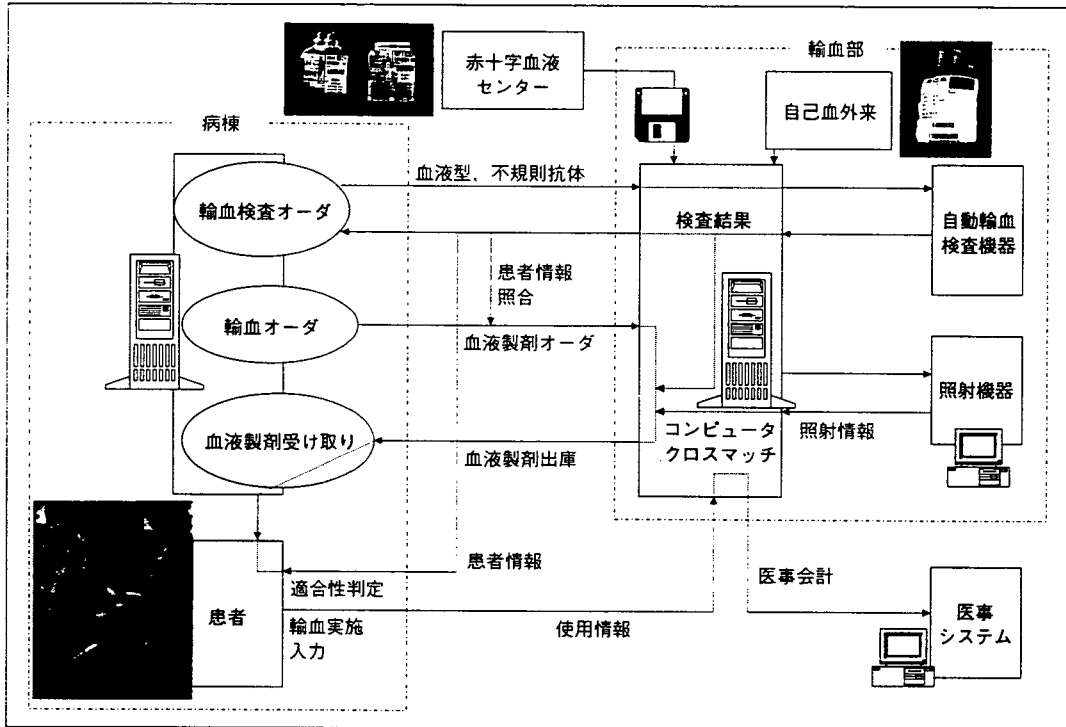 赤十字血液
センター
輸血部
自己血外来
病棟
血液型、不規則抗体
輸血検査オーダ
検査結果
自動輸血
検査機器
患者情報
照合
輸血オーダ
血液製剤オーダ
照射機器
血液製剤受け取り
血液製剤出庫
コンピュータ
クロスマッチ
照射情報
患者情報
適合性判定
医事会計
患者
輸血実施
入力
使用情報
医事
システム